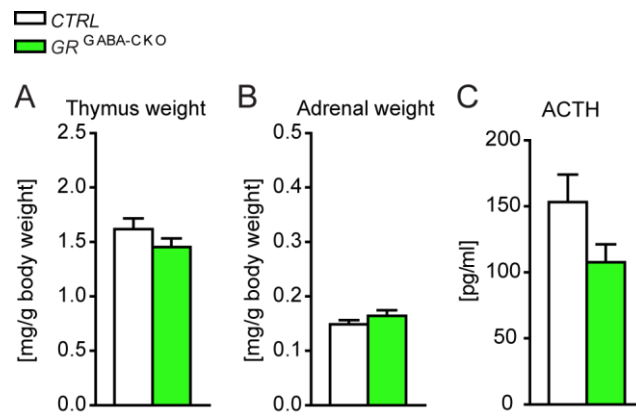 CTRL
GR GABA-CKO
A Thymus weight
[mg/g body weight]
2.5
2.0
1.5
1.0
0.5
0.0
B Adrenal weight
[mg/g body weight]
0.5
0.4
0.3
0.2
0.1
0.0
C ACTH
[pg/ml]
200
150
100
50
0